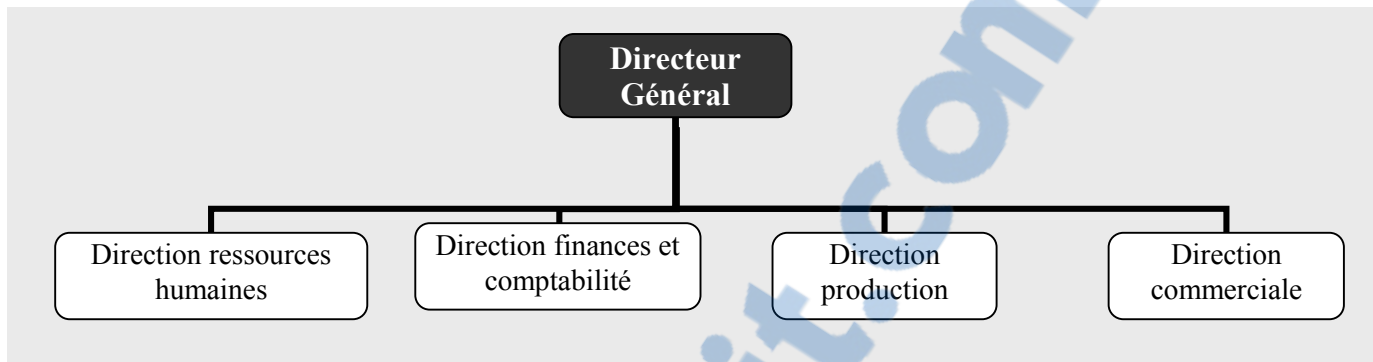 Directeur
Général
Direction ressources
humaines
Direction finances et
comptabilité
Direction
production
Direction
commerciale